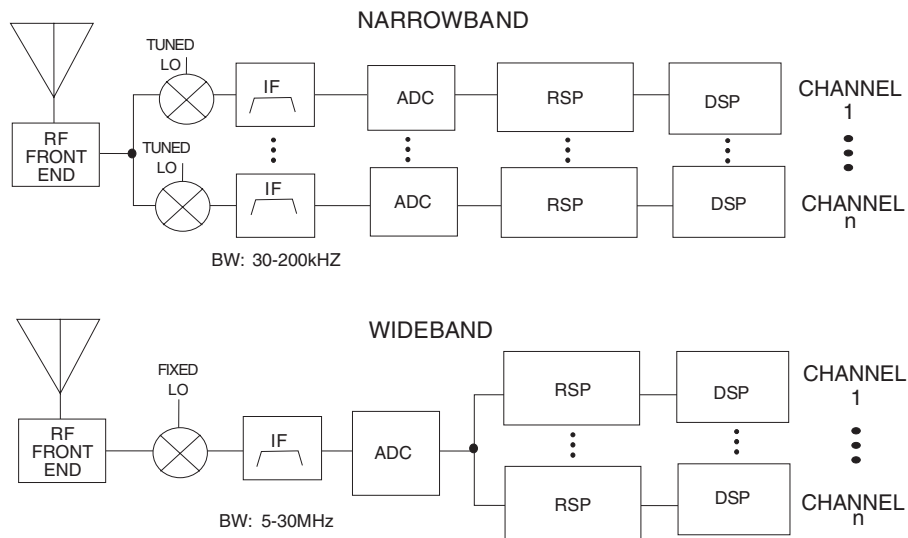 NARROWBAND
TUNED
LO
IF
ADC
RSP
DSP
CHANNEL
1
RF
FRONT
END
TUNED
LO
IF
ADC
RSP
DSP
CHANNEL
n
BW: 30-200kHZ
WIDEBAND
FIXED
LO
RSP
DSP
CHANNEL
1
RF
FRONT
END
IF
ADC
RSP
DSP
CHANNEL
n
BW: 5-30MHz